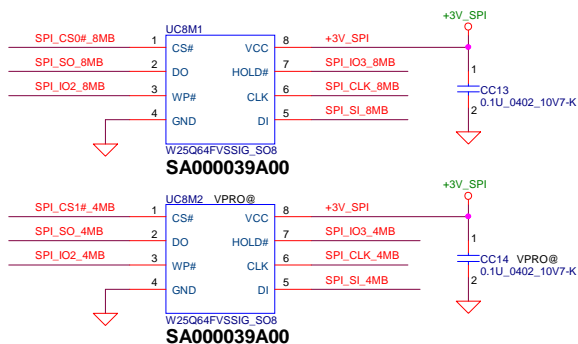 UC8M1
+3V_SPI
SPI_CS0#_8MB 1 CS# VCC 8 +3V_SPI
SPI_SO_8MB 2 DO HOLD# 7 SPI_IO3_8MB
SPI_IO2_8MB 3 WP# CLK 6 SPI_CLK_8MB
4 GND DI 5 SPI_SI_8MB
1
CC13
0.1U_0402_10V7-K
2
W25Q64FVSSIG_SO8
SA000039A00
UC8M2 VPRO@
+3V_SPI
SPI_CS1#_4MB 1 CS# VCC 8 +3V_SPI
SPI_SO_4MB 2 DO HOLD# 7 SPI_IO3_4MB
SPI_IO2_4MB 3 WP# CLK 6 SPI_CLK_4MB
4 GND DI 5 SPI_SI_4MB
1
CC14 VPRO@
0.1U_0402_10V7-K
2
W25Q64FVSSIG_SO8
SA000039A00